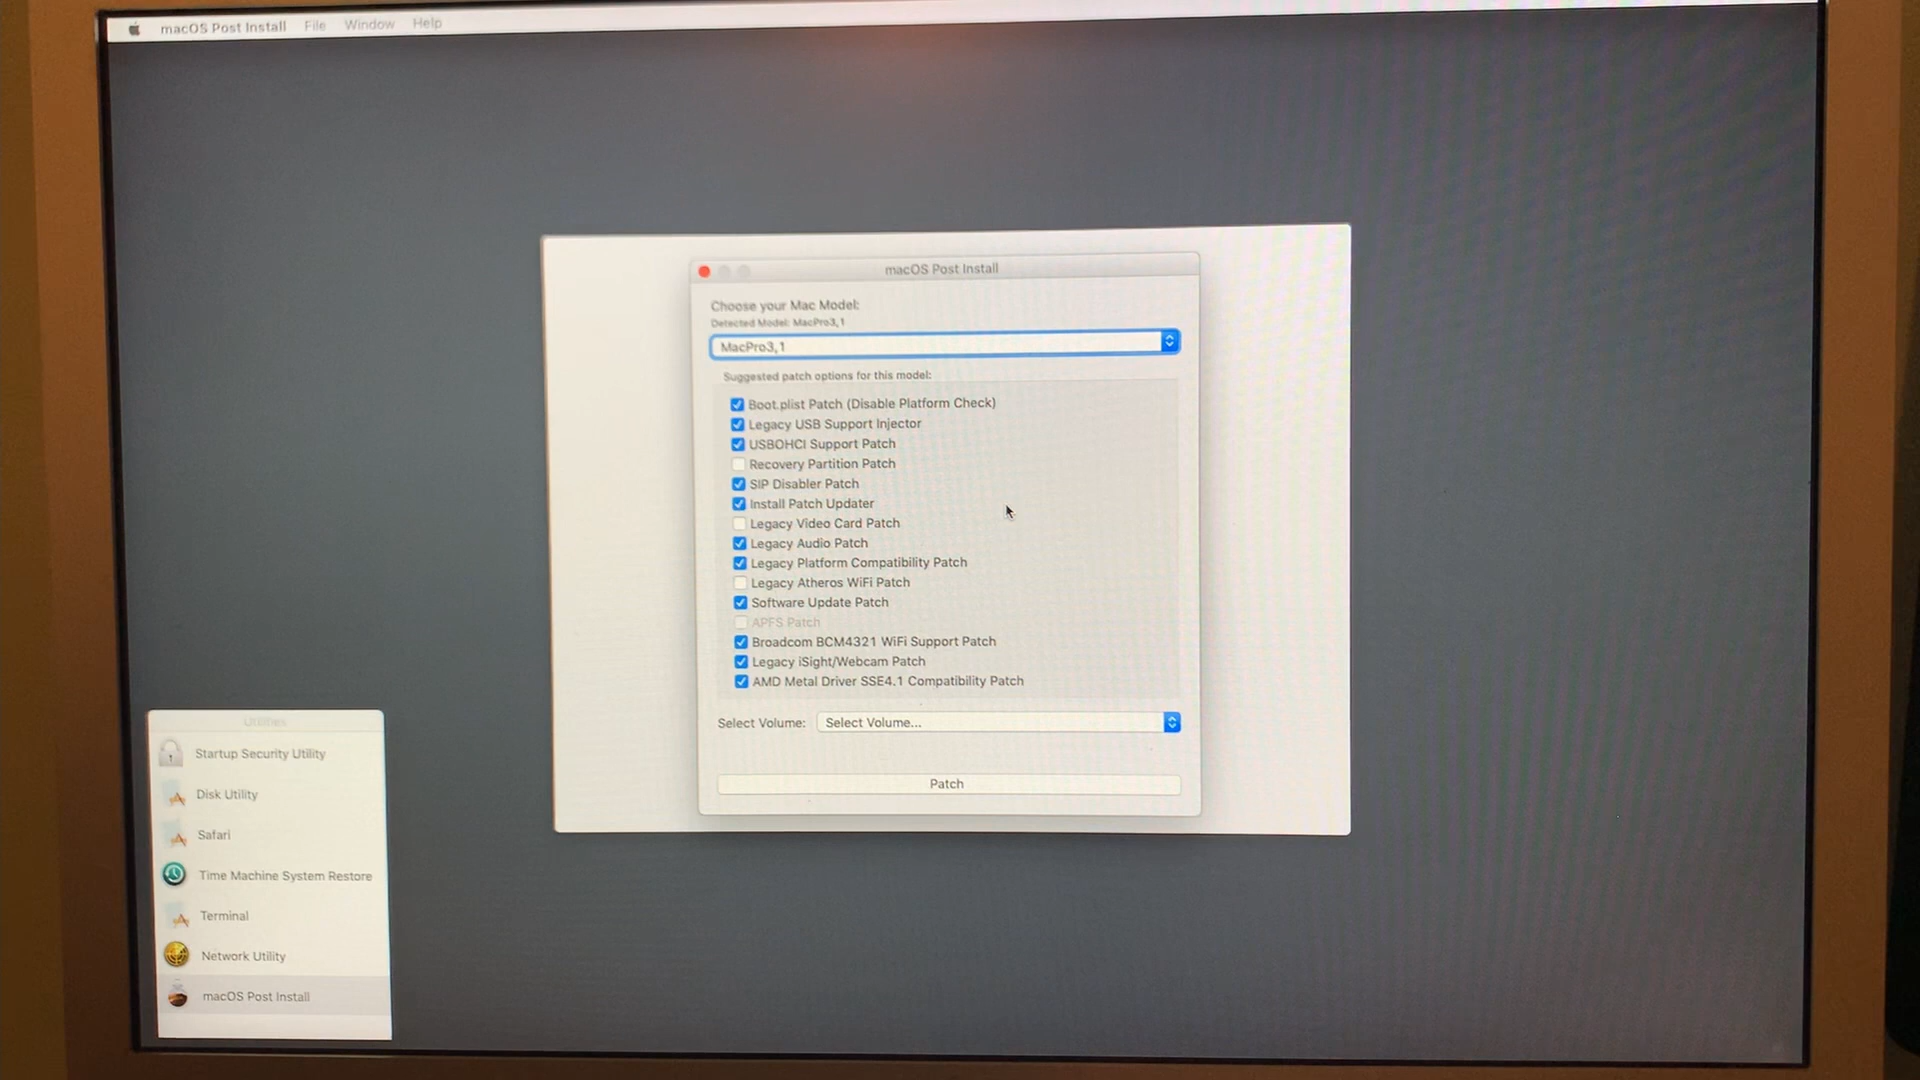 macOS Post Install File Window Help
macOS Post Install
Choose your Mac Model:
Detected Model: MacPro3,1
MacPro3,1
Suggested patch options for this model:
Boot.plist Patch (Disable Platform Check)
Legacy USB Support Injector
USBOHCI Support Patch
Recovery Partition Patch
SIP Disabler Patch
Install Patch Updater
Legacy Video Card Patch
Legacy Audio Patch
Legacy Platform Compatibility Patch
Legacy Atheros WiFi Patch
Software Update Patch
APFS Patch
Broadcom BCM4321 WiFi Support Patch
Legacy iSight/Webcam Patch
AMD Metal Driver SSE4.1 Compatibility Patch
Select Volume: Select Volume...
Patch
Utilities
Startup Security Utility
Disk Utility
Safari
Time Machine System Restore
Terminal
Network Utility
macOS Post Install